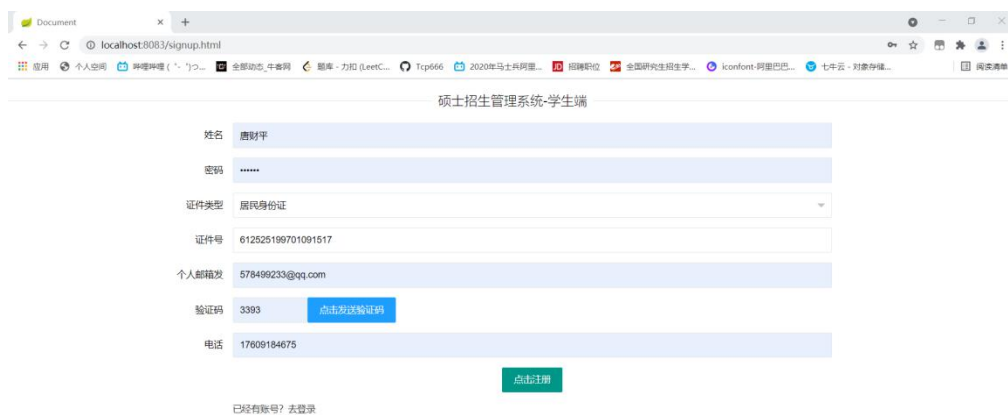 Document
localhost:8083/signup.html
应用 个人空间 哔哩哔哩 ( ゜- ゜)つ... 全部动态_牛客网 题库 - 力扣 (LeetC... Tcp666 2020年马士兵阿里... 招聘职位 全国研究生招生学... iconfont-阿里巴巴... 七牛云 - 对象存储... 阅读清单
硕士招生管理系统-学生端
姓名 唐财平
密码 ······
证件类型 居民身份证
证件号 612525199701091517
个人邮箱发 578499233@qq.com
验证码 3393 点击发送验证码
电话 17609184675
点击注册
已经有账号? 去登录